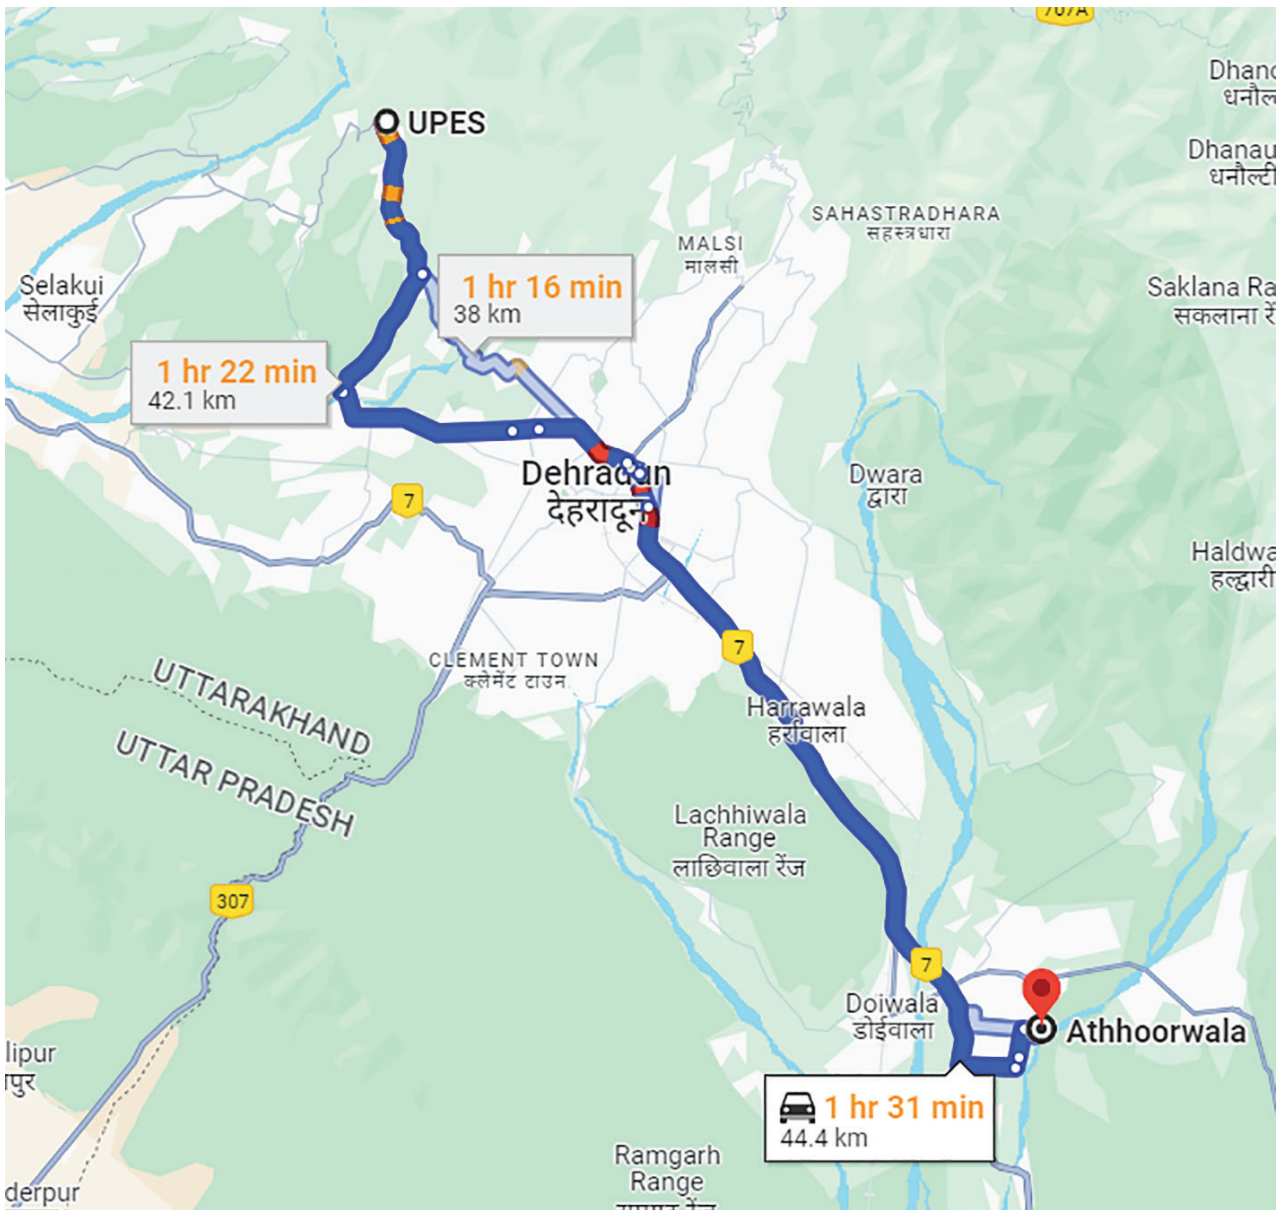 707A
UPES
SAHASTRADHARA
सहस्त्रधारा
MALSI
मालसी
Selakui
सेलाकुई
1 hr 16 min
38 km
1 hr 22 min
42.1 km
Dehradun
देहरादून
7
Dwara
द्वारा
CLEMENT TOWN
क्लेमेंट टाउन
7
UTTARAKHAND
UTTAR PRADESH
Harrawala
हर्रावाला
Lachhiwala
Range
लाछिवाला रेंज
307
7
Doiwala
डोईवाला
Athhoorwala
1 hr 31 min
44.4 km
Ramgarh
Range
Saklana Ra
सकलाना रें
Dhanau
धनौल्टी
Haldwa
हल्द्वारी
Dhano
धनौल
lipur
derpur